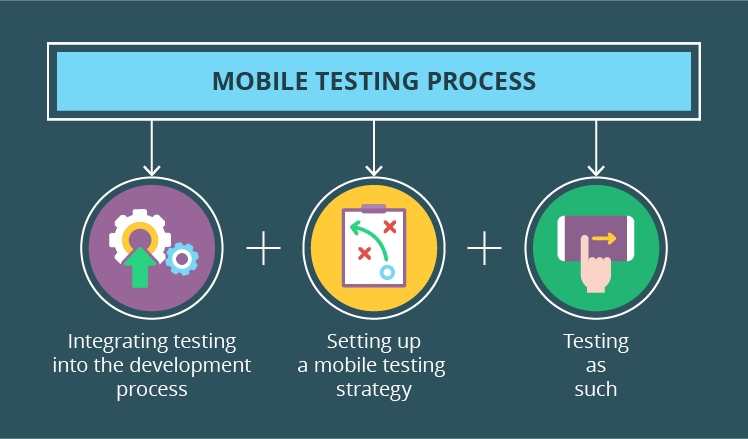 MOBILE TESTING PROCESS
Integrating testing
into the development
process
Setting up
a mobile testing
strategy
Testing
as
such